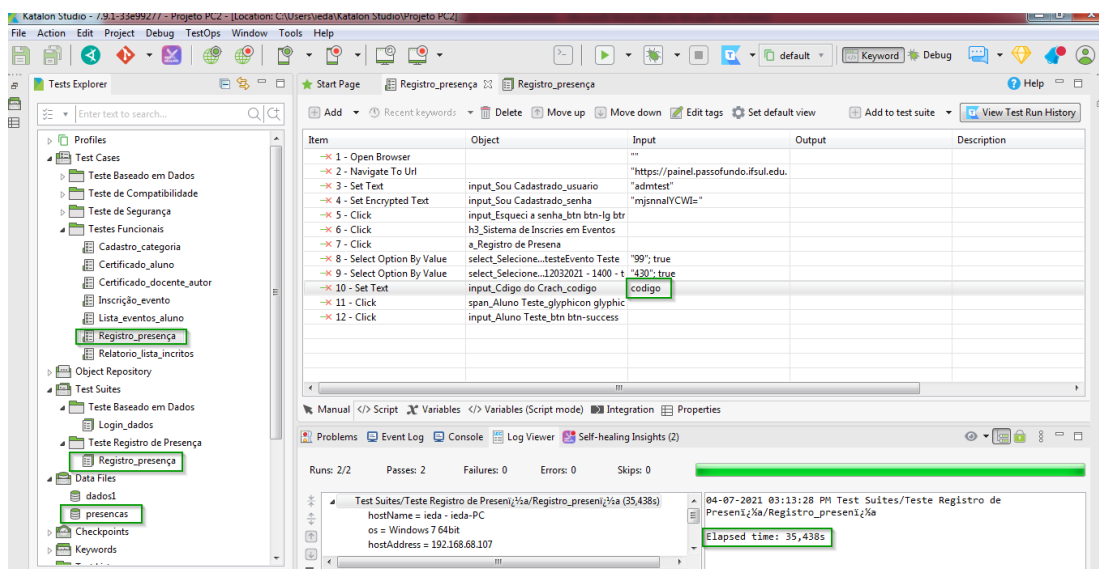 Katalon Studio - 7.9.1-33e99277 - Projeto PC2 - [Location: C:\Users\ieda\Katalon Studio\Projeto PC2]
File Action Edit Project Debug TestOps Window Tools Help
default Keyword Debug
Tests Explorer
Start Page Registro_presença Registro_presença Help
Enter text to search...
Add Recent keywords Delete Move up Move down Edit tags Set default view Add to test suite View Test Run History
Profiles
Test Cases
Teste Baseado em Dados
Teste de Compatibilidade
Teste de Segurança
Testes Funcionais
Cadastro_categoria
Certificado_aluno
Certificado_docente_autor
Inscrição_evento
Lista_eventos_aluno
Registro_presença
Relatorio_lista_incritos
Object Repository
Test Suites
Teste Baseado em Dados
Login_dados
Teste Registro de Presença
Registro_presença
Data Files
dados1
presencas
Checkpoints
Keywords
Item Object Input Output Description
1 - Open Browser ""
2 - Navigate To Url "https://painel.passofundo.ifsul.edu.
3 - Set Text input_Sou Cadastrado_usuario "admtest"
4 - Set Encrypted Text input_Sou Cadastrado_senha "mjsnnalYCWI="
5 - Click input_Esqueci a senha_btn btn-lg btr
6 - Click h3_Sistema de Inscries em Eventos
7 - Click a_Registro de Presena
8 - Select Option By Value select_Selecione...testeEvento Teste "99"; true
9 - Select Option By Value select_Selecione...12032021 - 1400 - t "430"; true
10 - Set Text input_Cdigo do Crach_codigo codigo
11 - Click span_Aluno Teste_glyphicon glyphic
12 - Click input_Aluno Teste_btn btn-success
Manual </> Script Variables </> Variables (Script mode) Integration Properties
Problems Event Log Console Log Viewer Self-healing Insights (2)
Runs: 2/2 Passes: 2 Failures: 0 Errors: 0 Skips: 0
Test Suites/Teste Registro de Presenï¿½a/Registro_presenï¿½a (35,438s)
hostName = ieda - ieda-PC
os = Windows 7 64bit
hostAddress = 192.168.68.107
04-07-2021 03:13:28 PM Test Suites/Teste Registro de
Presenï¿½a/Registro_presenï¿½a
Elapsed time: 35,438s